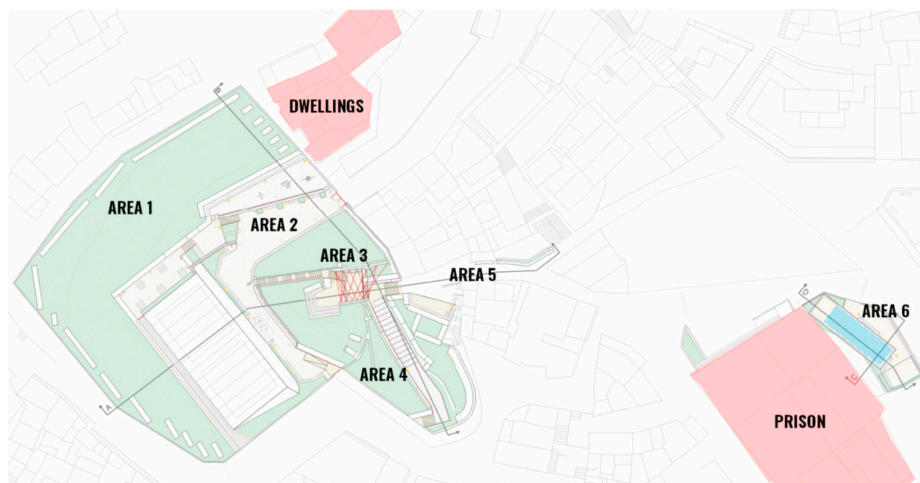 DWELLINGS
AREA 1
AREA 2
AREA 3
AREA 5
AREA 6
AREA 4
PRISON
A
B
C
D